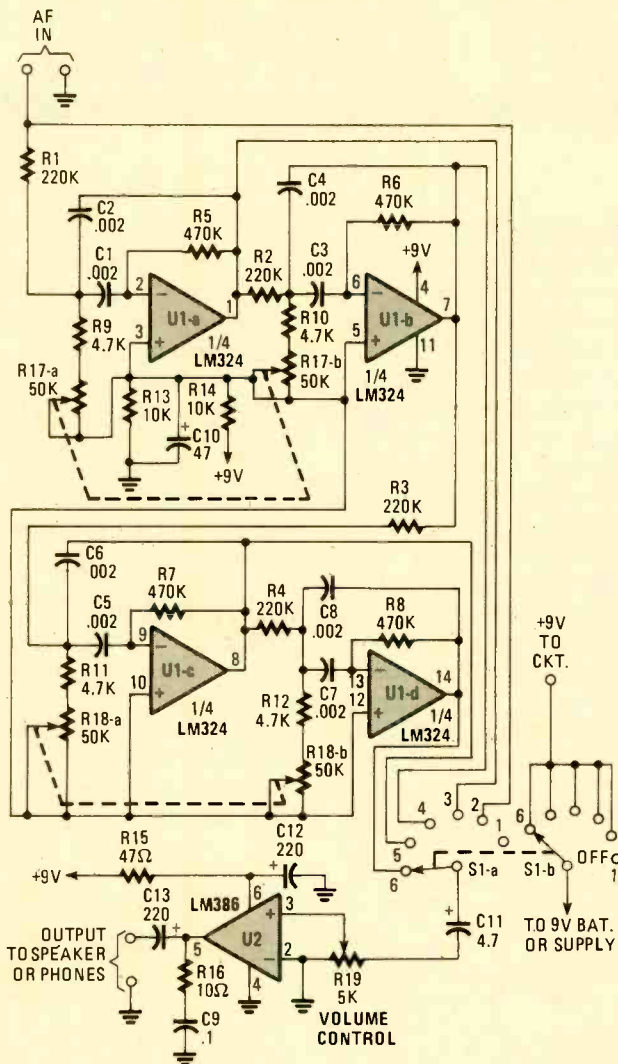 AF
IN
R1
220K
C2
.002
C1
.002
R5
470K
C4
.002
R6
470K
R2
220K
C3
.002
+9V
2
−
U1-a
1
3
+
1/4
LM324
R9
4.7K
R17-a
50K
R13
10K
R14
10K
C10
+
47
+9V
R10
4.7K
R17-b
50K
6
−
U1-b
4
7
5
+
11
1/4
LM324
R3
220K
C6
002
C5
.002
R7
470K
R4
220K
C8
.002
R8
470K
9
−
U1-c
8
10
+
1/4
LM324
R11
4.7K
R18-a
50K
C7
.002
13
−
U1-d
14
12
+
1/4
LM324
R12
4.7K
R18-b
50K
+9V
TO
CKT.
3
2
4
1
5
6
S1-a
6
S1-b
OFF
1
T.O 9V BAT.
OR SUPPLY
C11
+
4.7
R15
47Ω
+9V
C12
220
+
C13
220
+
LM386
U2
6
3
+
5
2
−
4
OUTPUT
TO SPEAKER
OR PHONES
R16
10Ω
C9
.1
R19
5K
VOLUME
CONTROL